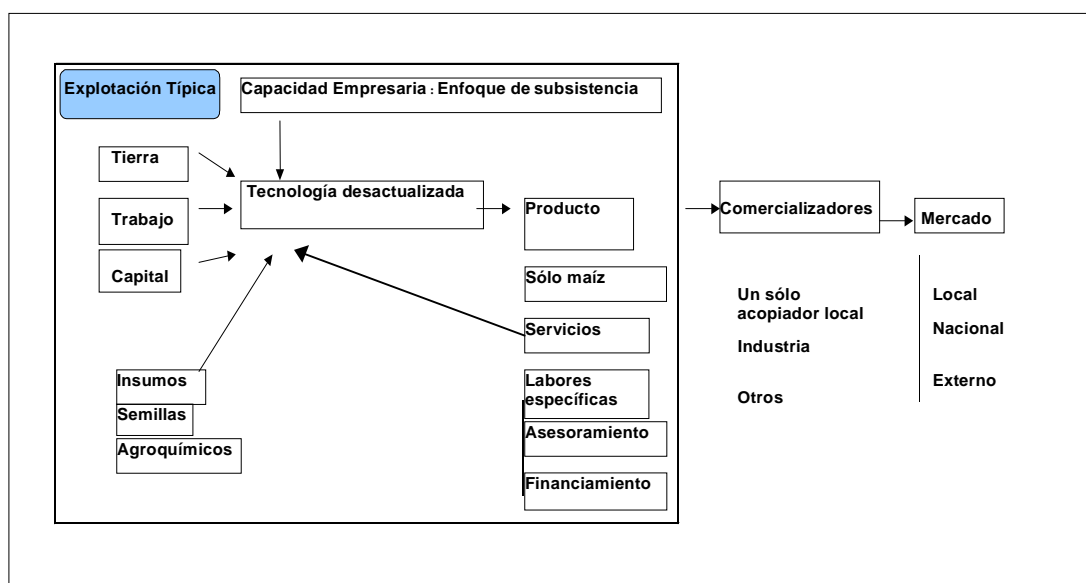 Explotación Típica
Capacidad Empresaria : Enfoque de subsistencia
Tierra
Trabajo
Capital
Tecnología desactualizada
Producto
Sólo maíz
Servicios
Labores
específicas
Asesoramiento
Financiamiento
Insumos
Semillas
Agroquímicos
Comercializadores
Un sólo
acopiador local
Industria
Otros
Mercado
Local
Nacional
Externo